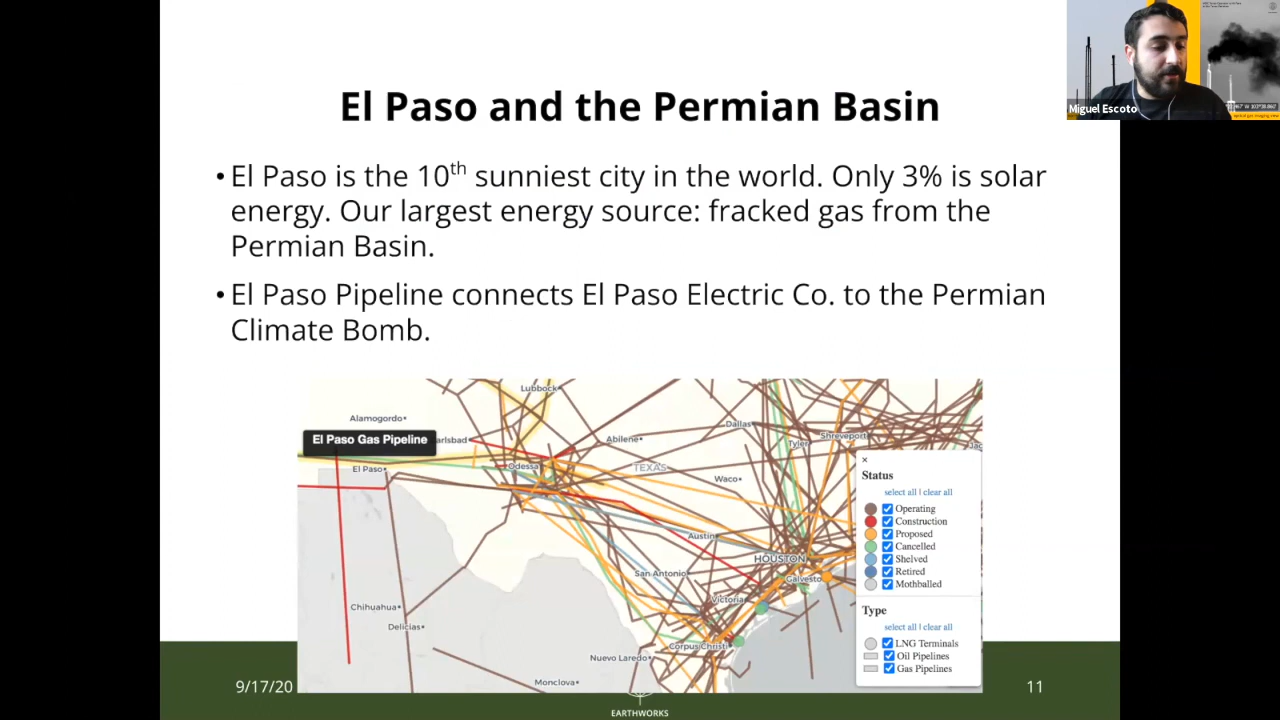 El Paso and the Permian Basin
Miguel Escoto
• El Paso is the 10th sunniest city in the world. Only 3% is solar
energy. Our largest energy source: fracked gas from the
Permian Basin.
• El Paso Pipeline connects El Paso Electric Co. to the Permian
Climate Bomb.
Lubbock
Alamogordo
Dallas
Shreveport
El Paso Gas Pipeline
arlsbad
Abilene
Tyler
Jac
El Paso
Odessa
TEXAS
Waco
Austin
HOUSTON
San Antonio
Galvesto
Victoria
Chihuahua
Delicias
Corpus Christi
Nuevo Laredo
Monclova
×
Status
select all | clear all
Operating
Construction
Proposed
Cancelled
Shelved
Retired
Mothballed
Type
select all | clear all
LNG Terminals
Oil Pipelines
Gas Pipelines
9/17/20
11
EARTHWORKS